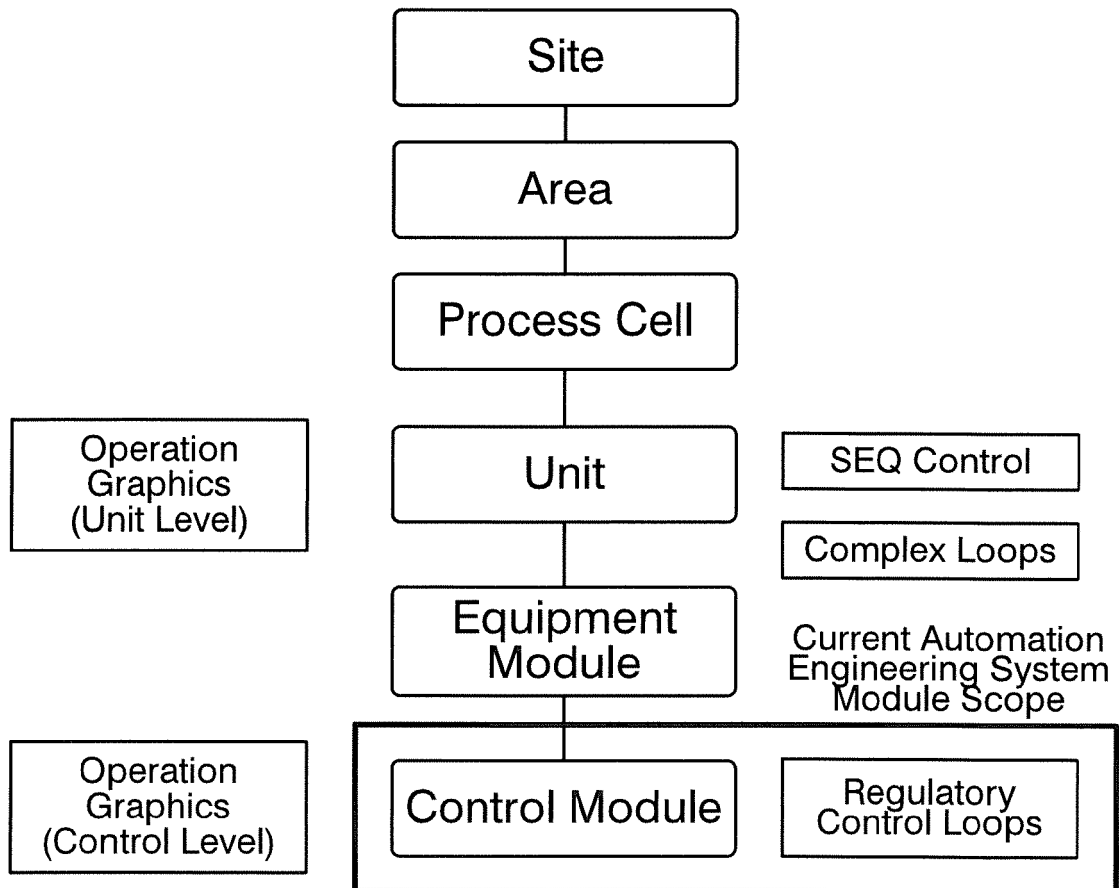 Site
Area
Process Cell
Operation
Graphics
(Unit Level)
Unit
SEQ Control
Complex Loops
Equipment
Module
Current Automation
Engineering System
Module Scope
Operation
Graphics
(Control Level)
Control Module
Regulatory
Control Loops